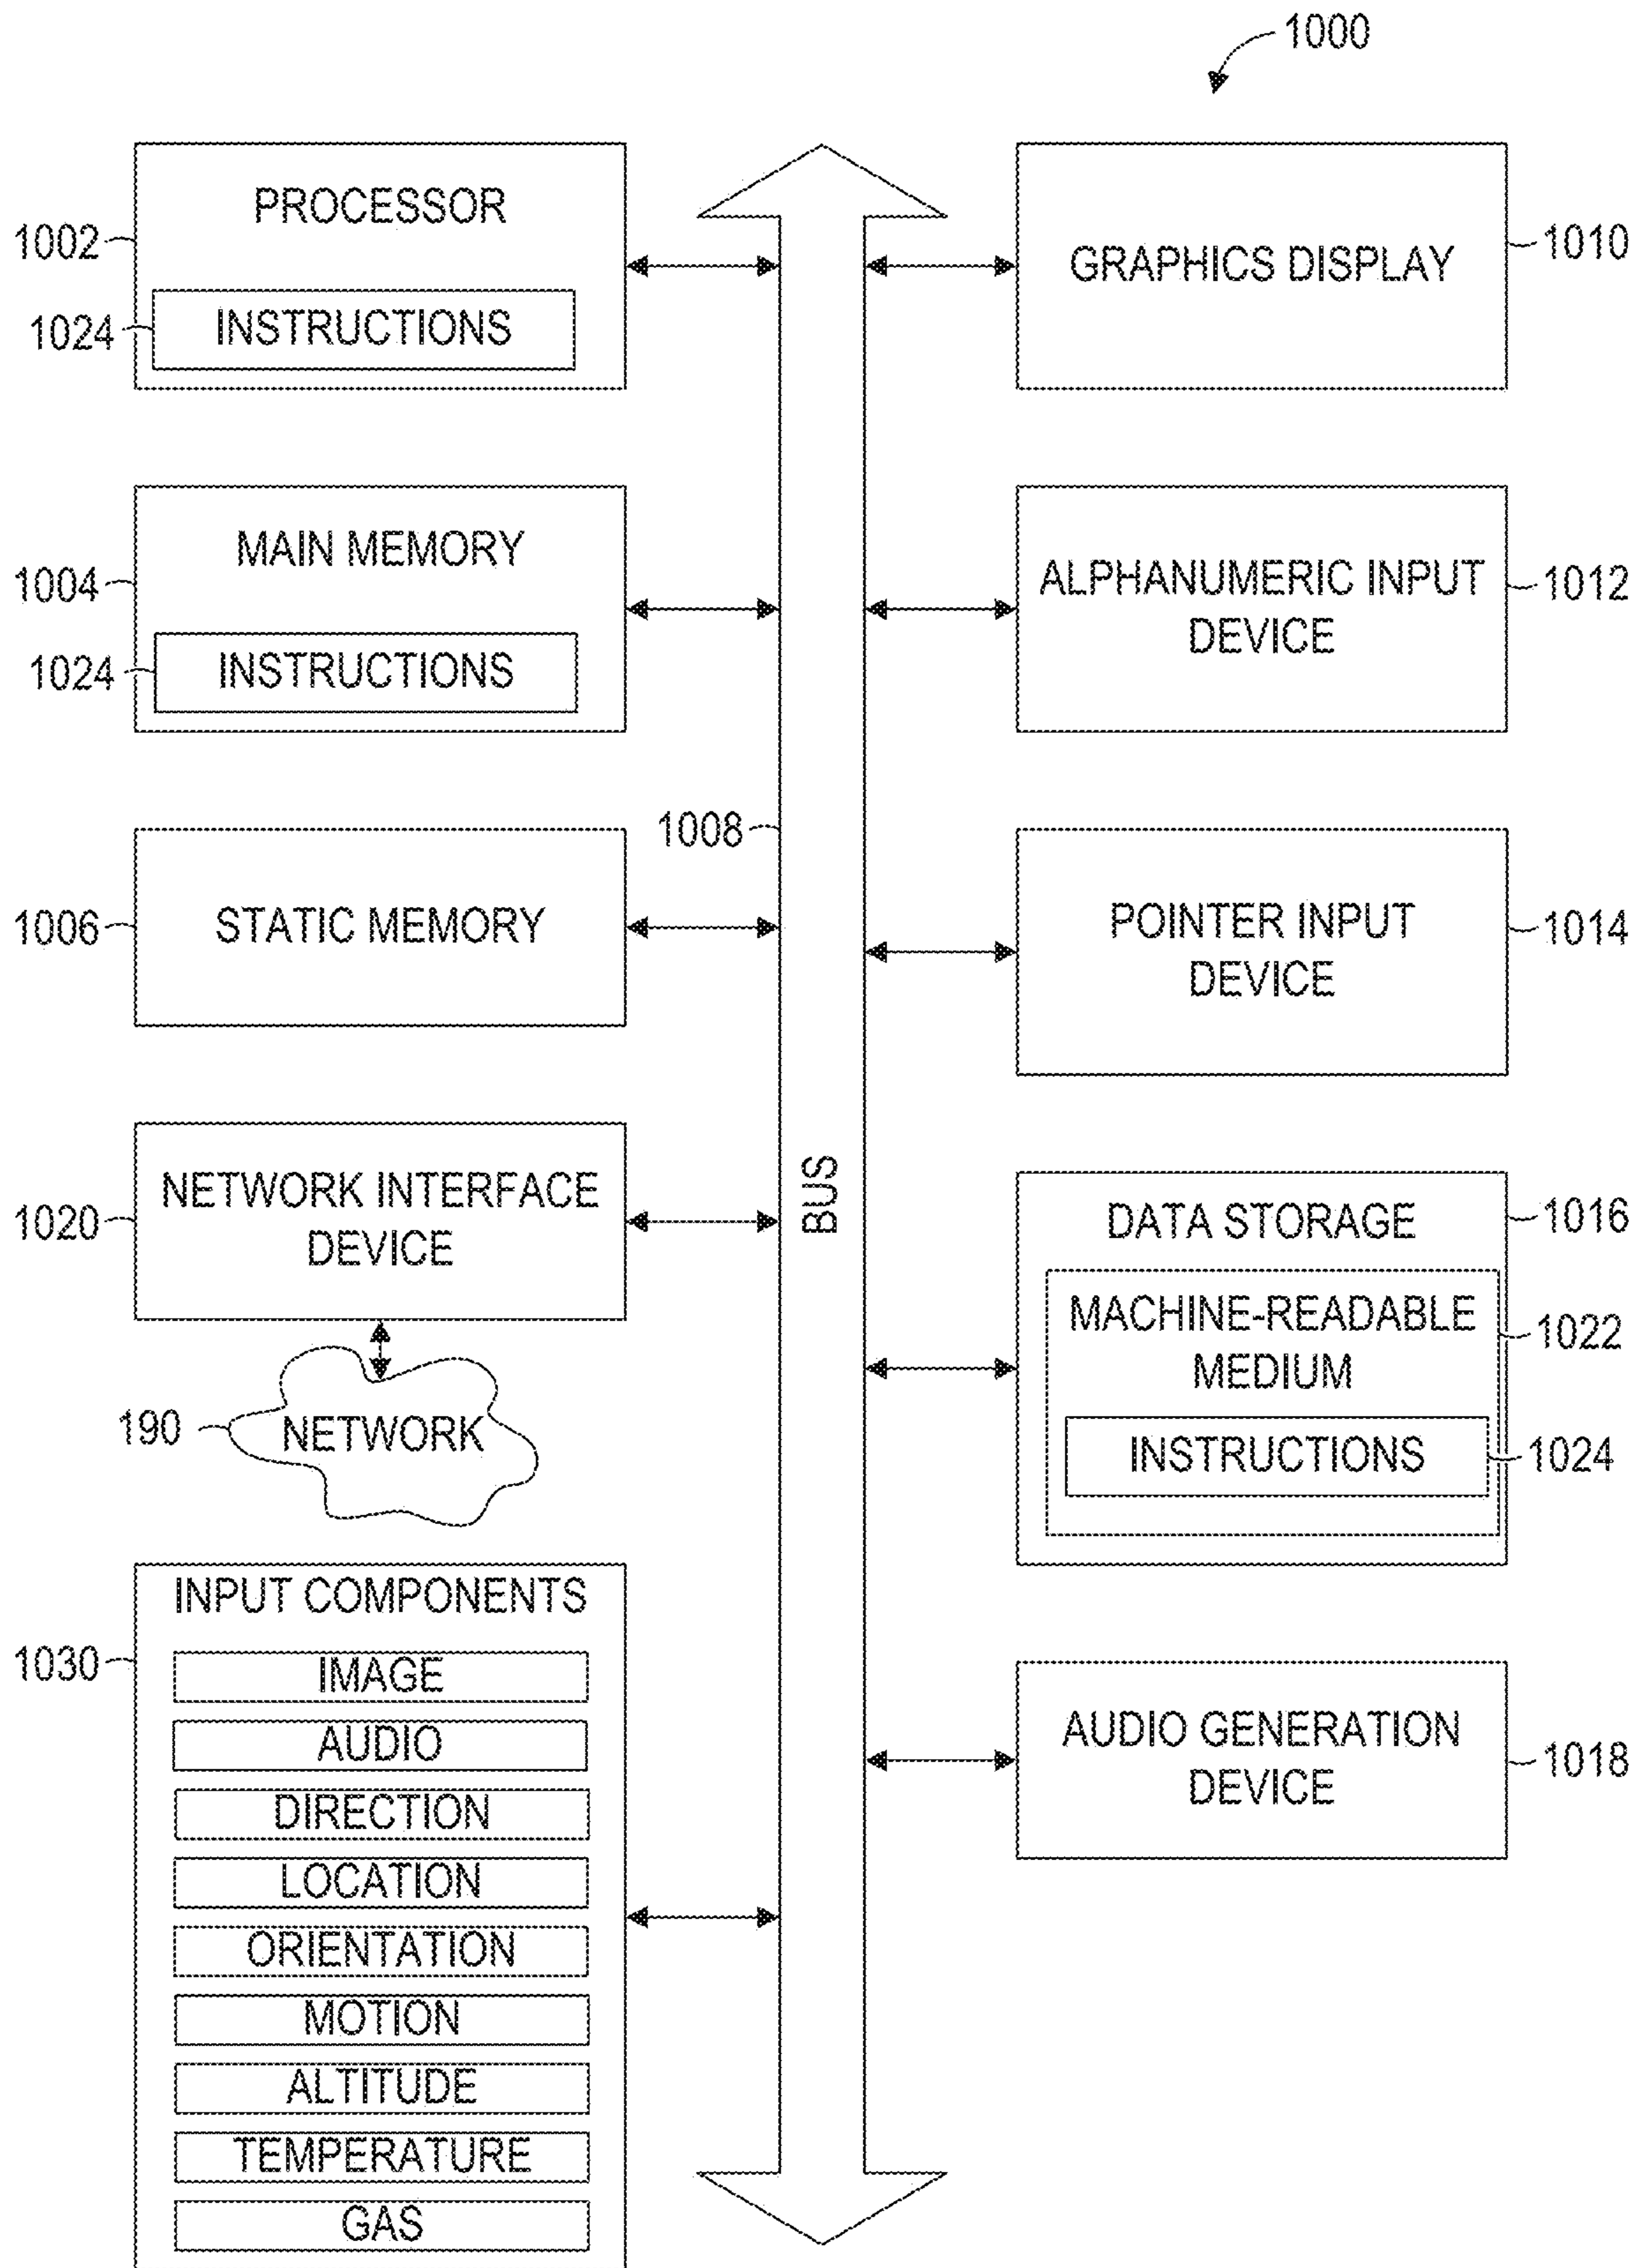 1000
PROCESSOR
1002
INSTRUCTIONS
1024
MAIN MEMORY
1004
INSTRUCTIONS
1024
STATIC MEMORY
1006
1008
BUS
NETWORK INTERFACE
DEVICE
1020
NETWORK
190
INPUT COMPONENTS
1030
IMAGE
AUDIO
DIRECTION
LOCATION
ORIENTATION
MOTION
ALTITUDE
TEMPERATURE
GAS
GRAPHICS DISPLAY
1010
ALPHANUMERIC INPUT
DEVICE
1012
POINTER INPUT
DEVICE
1014
DATA STORAGE
1016
MACHINE-READABLE
MEDIUM
1022
INSTRUCTIONS
1024
AUDIO GENERATION
DEVICE
1018